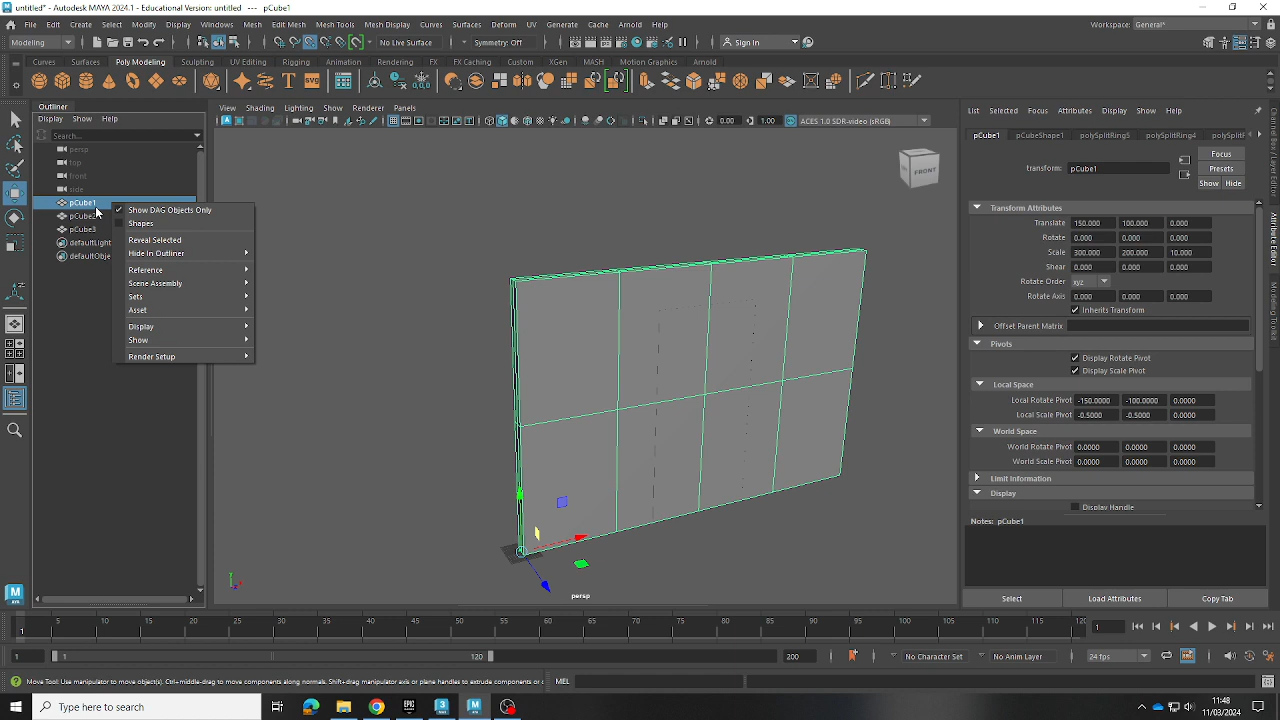 untitled* - Autodesk MAYA 2024.1 - Educational Version: untitled --- pCube1
File Edit Create Select Modify Display Windows Mesh Edit Mesh Mesh Tools Mesh Display Curves Surfaces Deform UV Generate Cache Arnold Help
Workspace: General*
Modeling
No Live Surface
Symmetry: Off
Sign In
Curves Surfaces Poly Modeling Sculpting UV Editing Rigging Animation Rendering FX FX Caching Custom XGen MASH Motion Graphics Arnold
SVG
Outliner
Display Show Help
Search...
persp
top
front
side
pCube1
pCube2
pCube3
defaultLight
defaultObje
Show DAG Objects Only
Shapes
Reveal Selected
Hide in Outliner
Reference
Scene Assembly
Sets
Asset
Display
Show
Render Setup
View Shading Lighting Show Renderer Panels
0.00 1.00 ACES 1.0 SDR-video (sRGB)
FRONT
persp
List Selected Focus Attributes Display Show Help
pCube1 pCubeShape1 polySplitRing5 polySplitRing4 polySplitF
transform: pCube1
Focus
Presets
Show Hide
Transform Attributes
Translate 150.000 100.000 0.000
Rotate 0.000 0.000 0.000
Scale 300.000 200.000 10.000
Shear 0.000 0.000 0.000
Rotate Order xyz
Rotate Axis 0.000 0.000 0.000
Inherits Transform
Offset Parent Matrix
Pivots
Display Rotate Pivot
Display Scale Pivot
Local Space
Local Rotate Pivot -150.0000 -100.0000 0.0000
Local Scale Pivot -0.5000 -0.5000 0.0000
World Space
World Rotate Pivot 0.0000 0.0000 0.0000
World Scale Pivot 0.0000 0.0000 0.0000
Limit Information
Display
Display Handle
Notes: pCube1
Select Load Attributes Copy Tab
Channel Box / Layer Editor
Attribute Editor
Modeling Toolkit
1 5 10 15 20 25 30 35 40 45 50 55 60 65 70 75 80 85 90 95 100 105 110 115 120
1
1 1 120 200
No Character Set
No Anim Layer
24 fps
Move Tool: Use manipulator to move object(s). Ctrl+middle-drag to move components along normals. Shift+drag manipulator axis or plane handles to extrude components or
MEL
Type here to search
11:48
11/03/2024